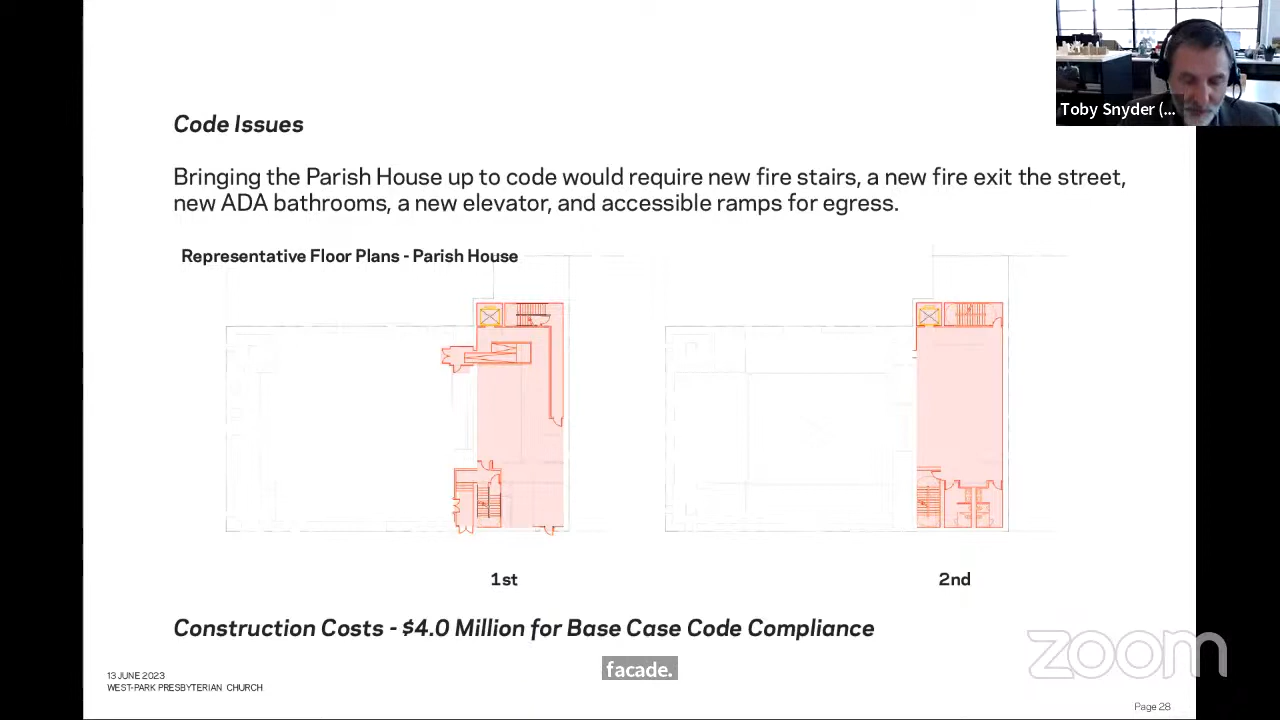 Toby Snyder (...
Code Issues
Bringing the Parish House up to code would require new fire stairs, a new fire exit the street,
new ADA bathrooms, a new elevator, and accessible ramps for egress.
Representative Floor Plans - Parish House
1st
2nd
Construction Costs - $4.0 Million for Base Case Code Compliance
facade.
13 JUNE 2023
WEST-PARK PRESBYTERIAN CHURCH
zoom
Page 28